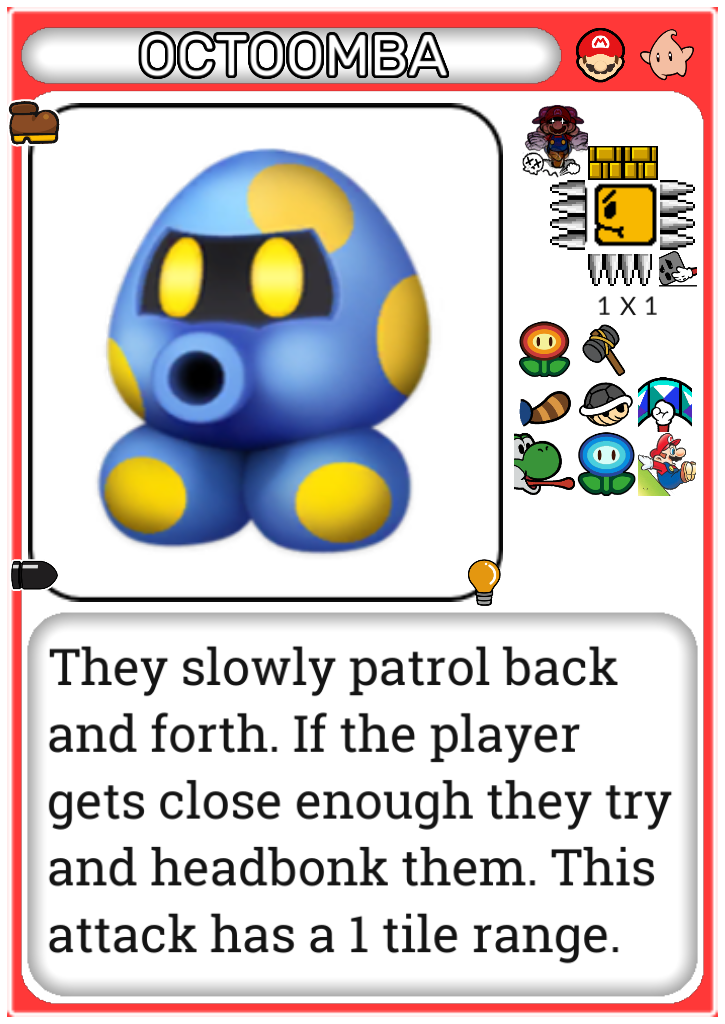 OCTOOMBA
1 X 1
They slowly patrol back
and forth. If the player
gets close enough they try
and headbonk them. This
attack has a 1 tile range.